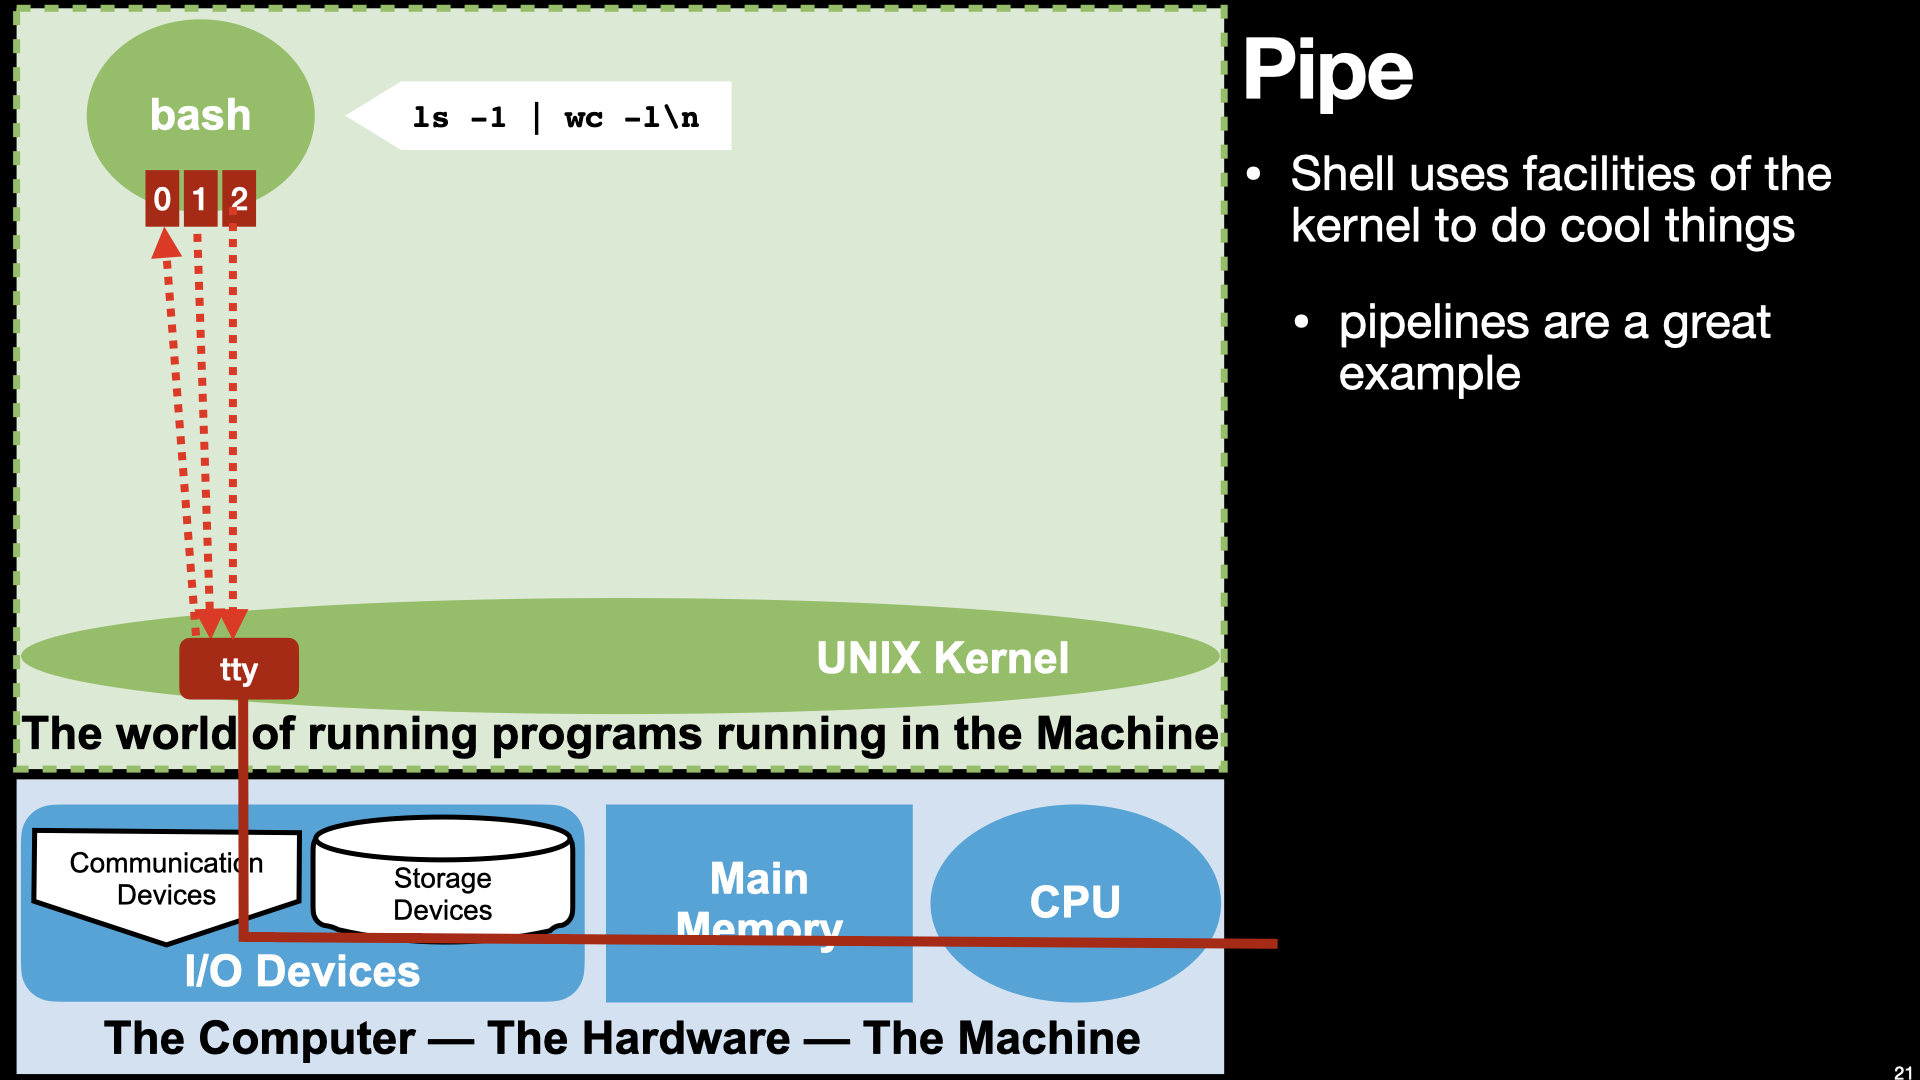 bash
ls -1 | wc -l\n
0 1 2
UNIX Kernel
tty
The world of running programs running in the Machine
Communication
Devices
Storage
Devices
I/O Devices
Main
Memory
CPU
The Computer — The Hardware — The Machine
Pipe
• Shell uses facilities of the
kernel to do cool things
• pipelines are a great
example
21